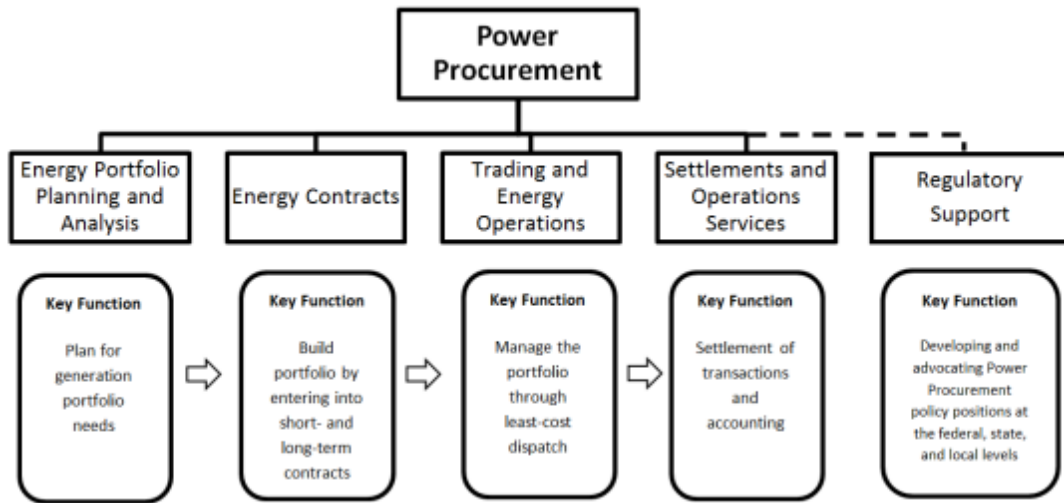 Power
Procurement
Energy Portfolio
Planning and
Analysis
Energy Contracts
Trading and
Energy
Operations
Settlements and
Operations
Services
Regulatory
Support
Key Function
Plan for
generation
portfolio
needs
Key Function
Build
portfolio by
entering into
short- and
long-term
contracts
Key Function
Manage the
portfolio
through
least-cost
dispatch
Key Function
Settlement of
transactions
and
accounting
Key Function
Developing and
advocating Power
Procurement
policy positions at
the federal, state,
and local levels